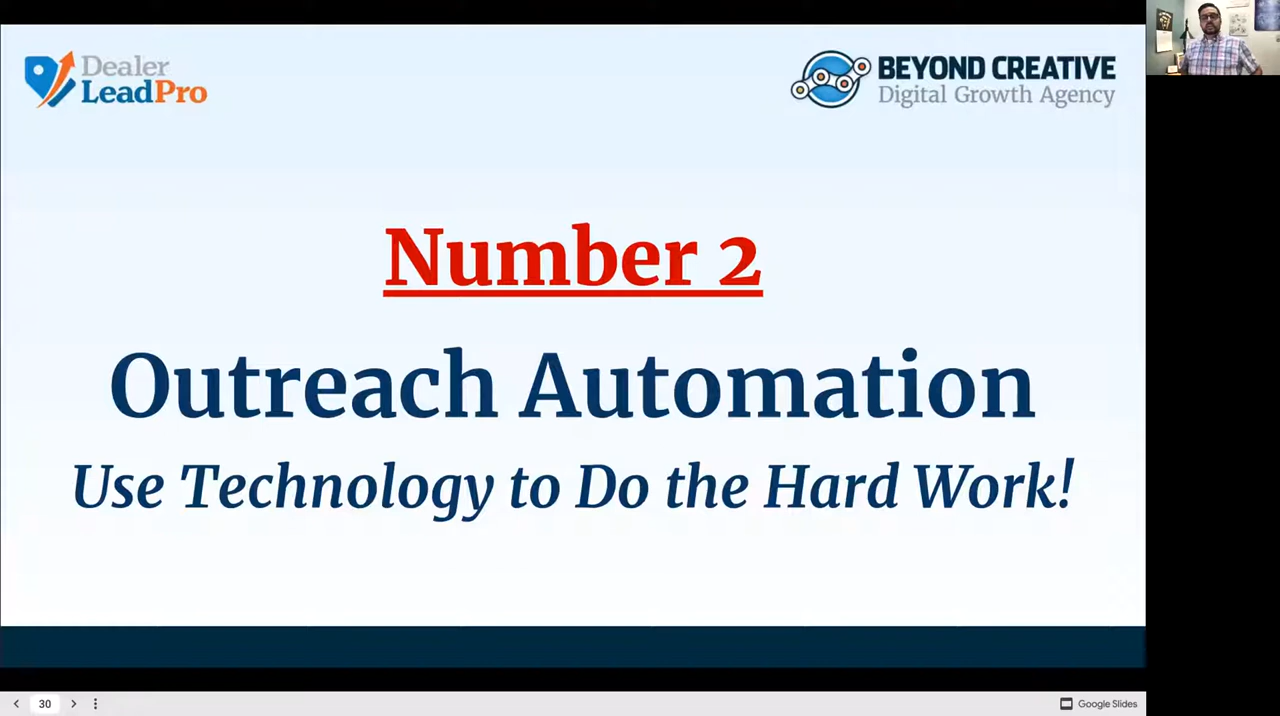 Dealer
LeadPro
BEYOND CREATIVE
Digital Growth Agency
Number 2
Outreach Automation
Use Technology to Do the Hard Work!
30
Google Slides